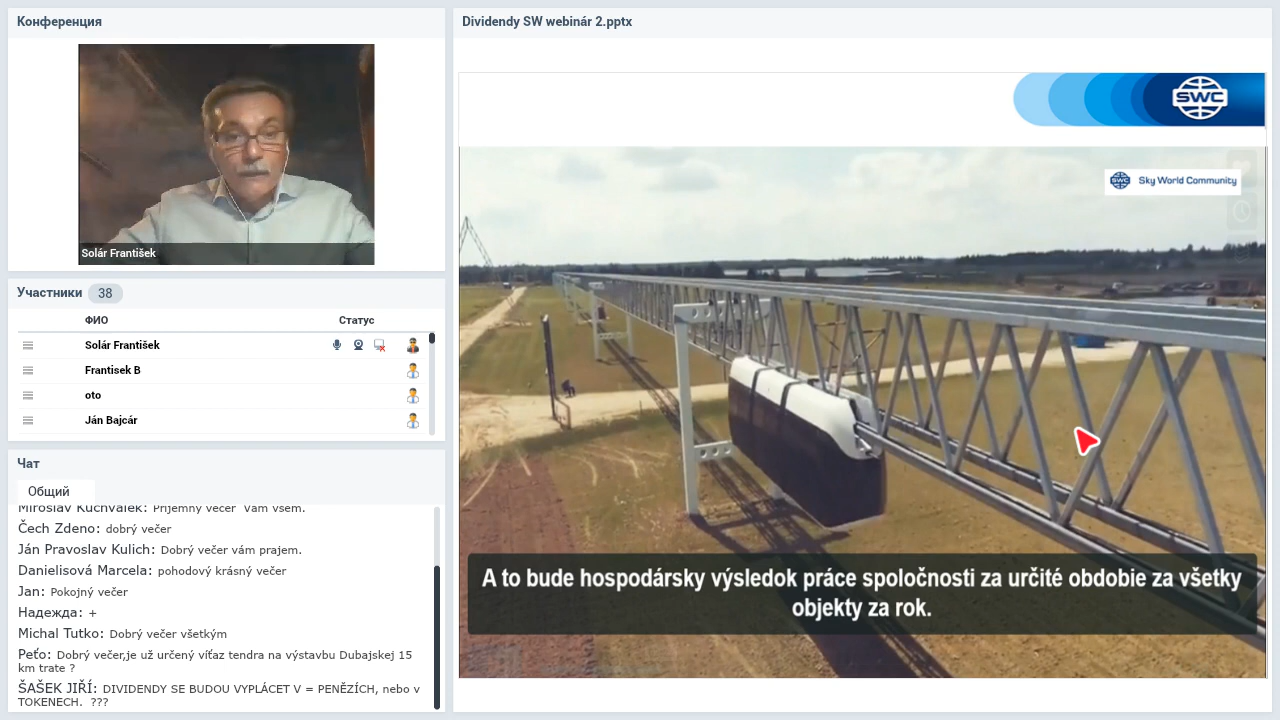 Конференция
Solár František
Участники 38
ФИО Статус
Solár František
Frantisek B
oto
Ján Bajcár
Чат
Общий
Miroslav Kuchválek: Príjemný večer vám všem.
Čech Zdeno: dobrý večer
Ján Pravoslav Kulich: Dobrý večer vám prajem.
Danielisová Marcela: pohodový krásný večer
Jan: Pokojný večer
Надежда: +
Michal Tutko: Dobrý večer všetkým
Peťo: Dobrý večer,je už určený víťaz tendra na výstavbu Dubajskej 15
km trate ?
ŠAŠEK JIŘÍ: DIVIDENDY SE BUDOU VYPLÁCET V = PENĚZÍCH, nebo v
TOKENECH. ???
Dividendy SW webinár 2.pptx
SWC
SWC Sky World Community
A to bude hospodársky výsledok práce spoločnosti za určité obdobie za všetky
objekty za rok.